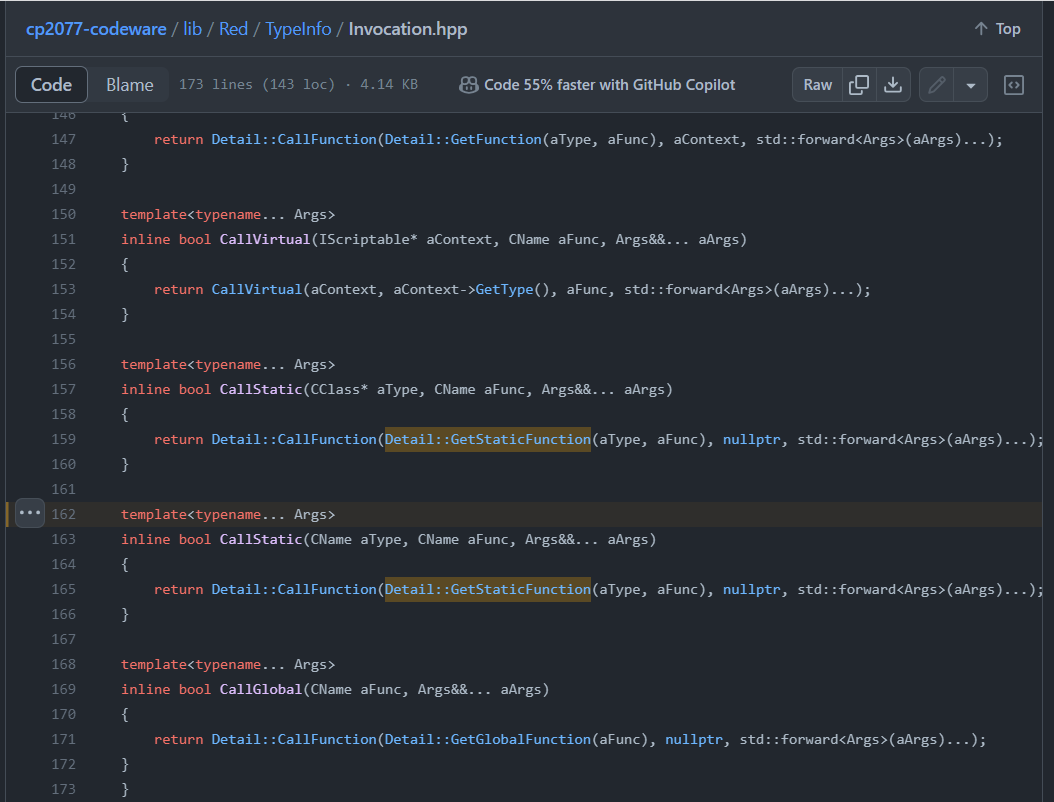 cp2077-codeware / lib / Red / TypeInfo / Invocation.hpp
↑ Top
Code Blame 173 lines (143 loc) · 4.14 KB Code 55% faster with GitHub Copilot Raw
146 {
147 return Detail::CallFunction(Detail::GetFunction(aType, aFunc), aContext, std::forward<Args>(aArgs)...);
148 }
149
150 template<typename... Args>
151 inline bool CallVirtual(IScriptable* aContext, CName aFunc, Args&&... aArgs)
152 {
153 return CallVirtual(aContext, aContext->GetType(), aFunc, std::forward<Args>(aArgs)...);
154 }
155
156 template<typename... Args>
157 inline bool CallStatic(CClass* aType, CName aFunc, Args&&... aArgs)
158 {
159 return Detail::CallFunction(Detail::GetStaticFunction(aType, aFunc), nullptr, std::forward<Args>(aArgs)...);
160 }
161
162 template<typename... Args>
163 inline bool CallStatic(CName aType, CName aFunc, Args&&... aArgs)
164 {
165 return Detail::CallFunction(Detail::GetStaticFunction(aType, aFunc), nullptr, std::forward<Args>(aArgs)...);
166 }
167
168 template<typename... Args>
169 inline bool CallGlobal(CName aFunc, Args&&... aArgs)
170 {
171 return Detail::CallFunction(Detail::GetGlobalFunction(aFunc), nullptr, std::forward<Args>(aArgs)...);
172 }
173 }